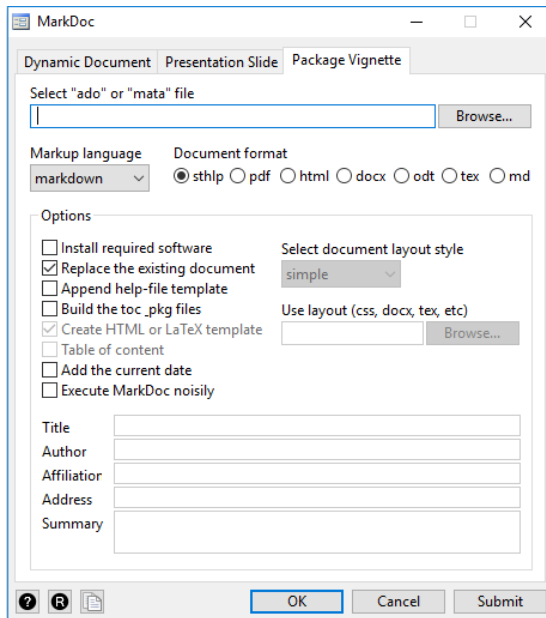 MarkDoc
Dynamic Document Presentation Slide Package Vignette
Select "ado" or "mata" file
Browse...
Markup language Document format
markdown sthlp pdf html docx odt tex md
Options
Install required software
Replace the existing document
Append help-file template
Build the toc _pkg files
Create HTML or LaTeX template
Table of content
Add the current date
Execute MarkDoc noisily
Select document layout style
simple
Use layout (css, docx, tex, etc)
Browse...
Title
Author
Affiliation
Address
Summary
? R OK Cancel Submit